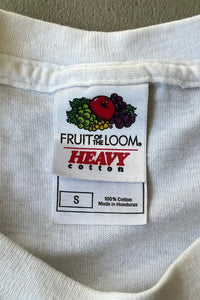 FRUIT OF THE LOOM®
HEAVY
cotton
S
100% Cotton
Made in Honduras